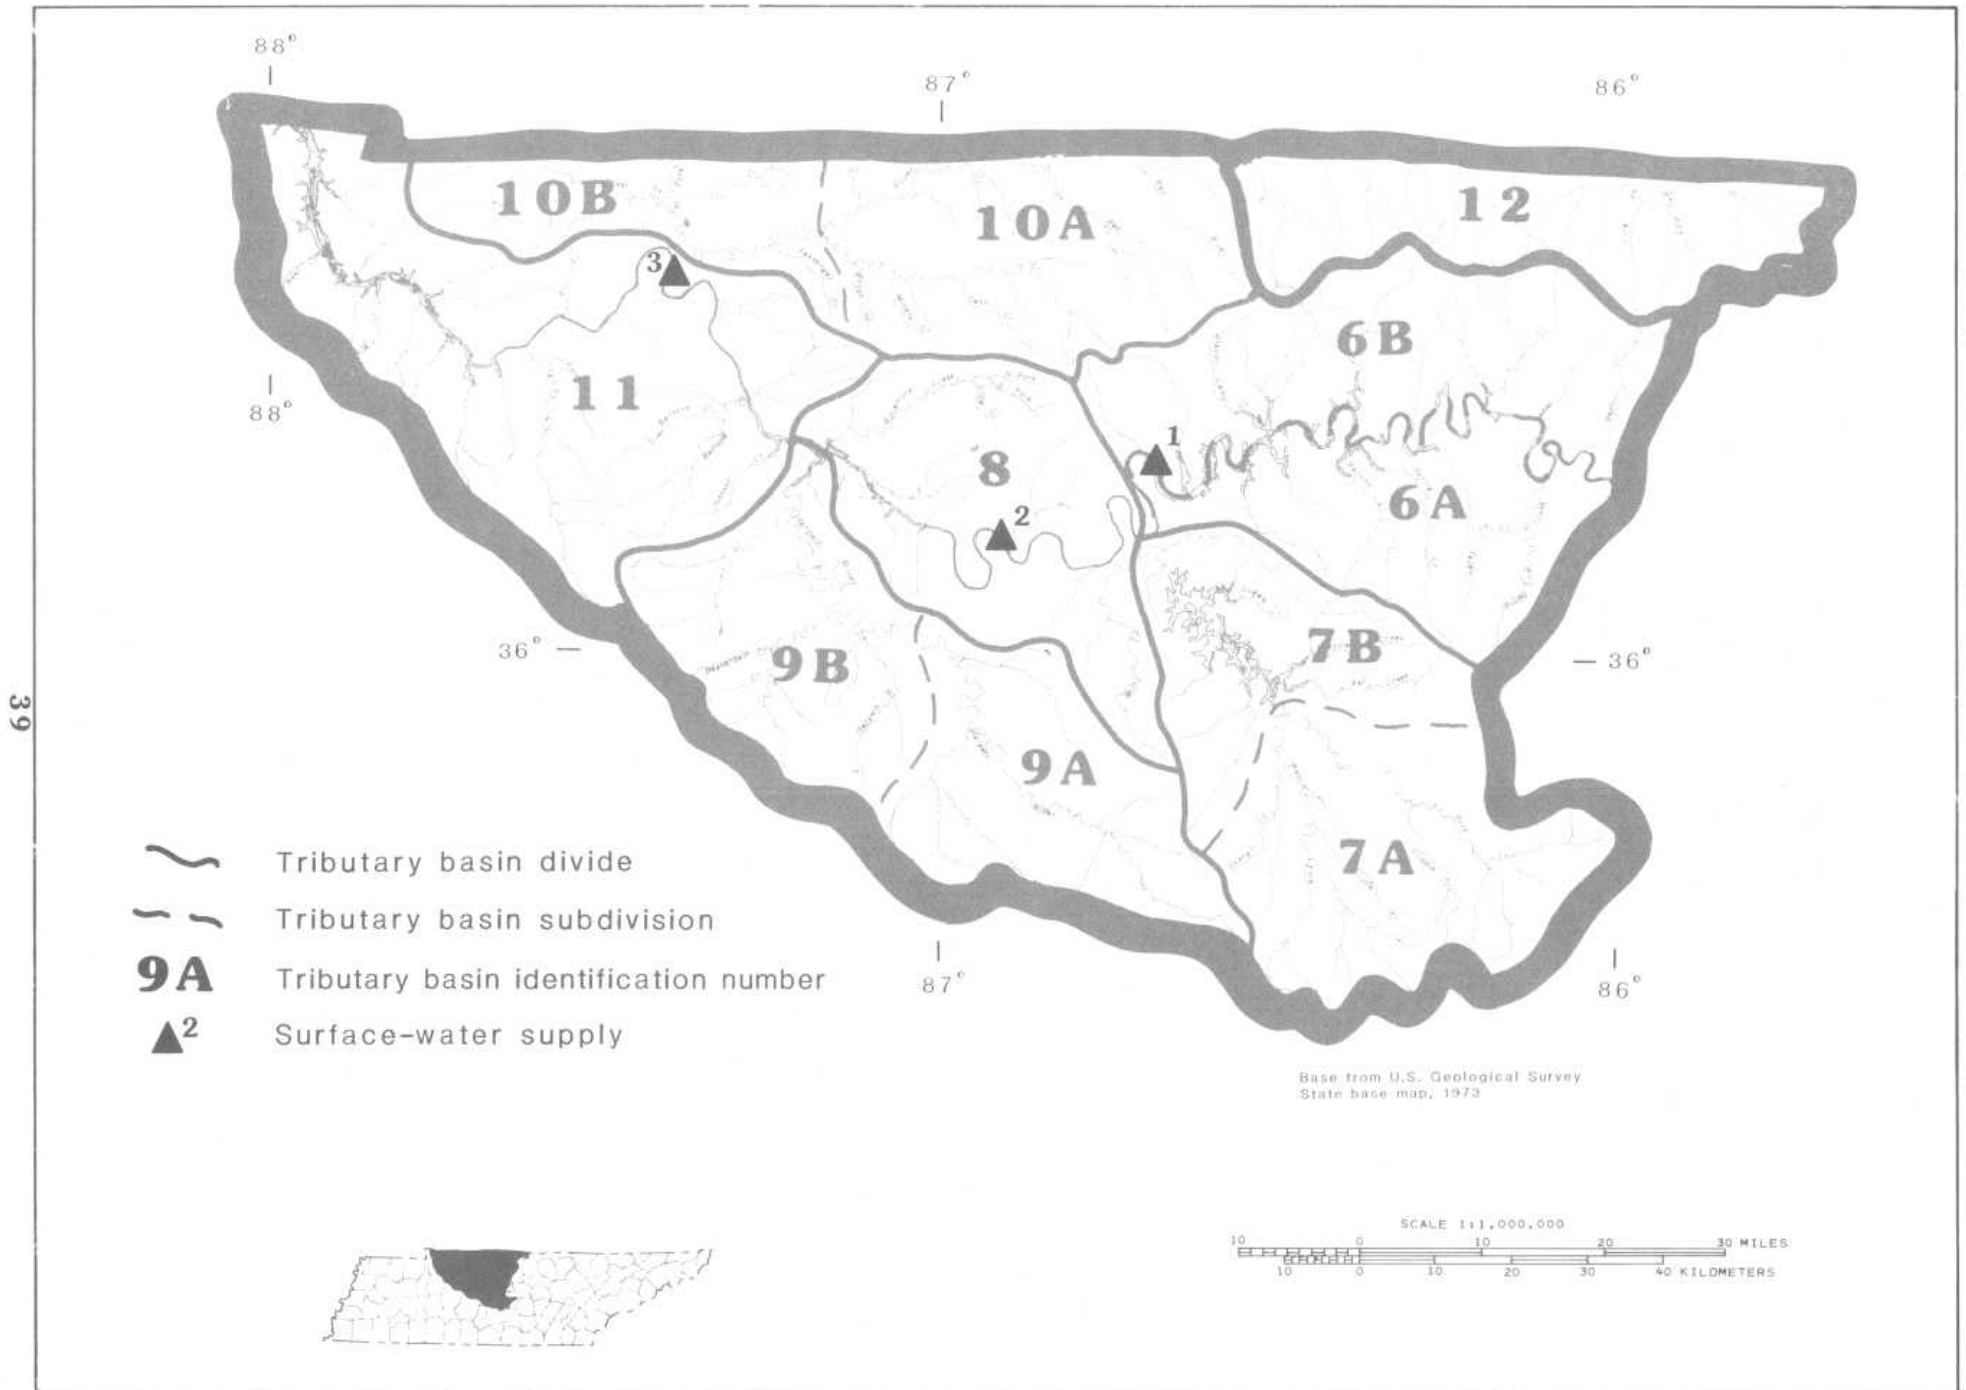 88°
87°
86°
10B
10A
12
3
6B
11
88°
1
8
6A
2
36°
7B
36°
9B
39
9A
7A
Tributary basin divide
Tributary basin subdivision
9A Tributary basin identification number
2 Surface-water supply
87°
86°
Base from U.S. Geological Survey
State base map, 1973
SCALE 1:1,000,000
10 0 10 20 30 MILES
10 0 10 20 30 40 KILOMETERS